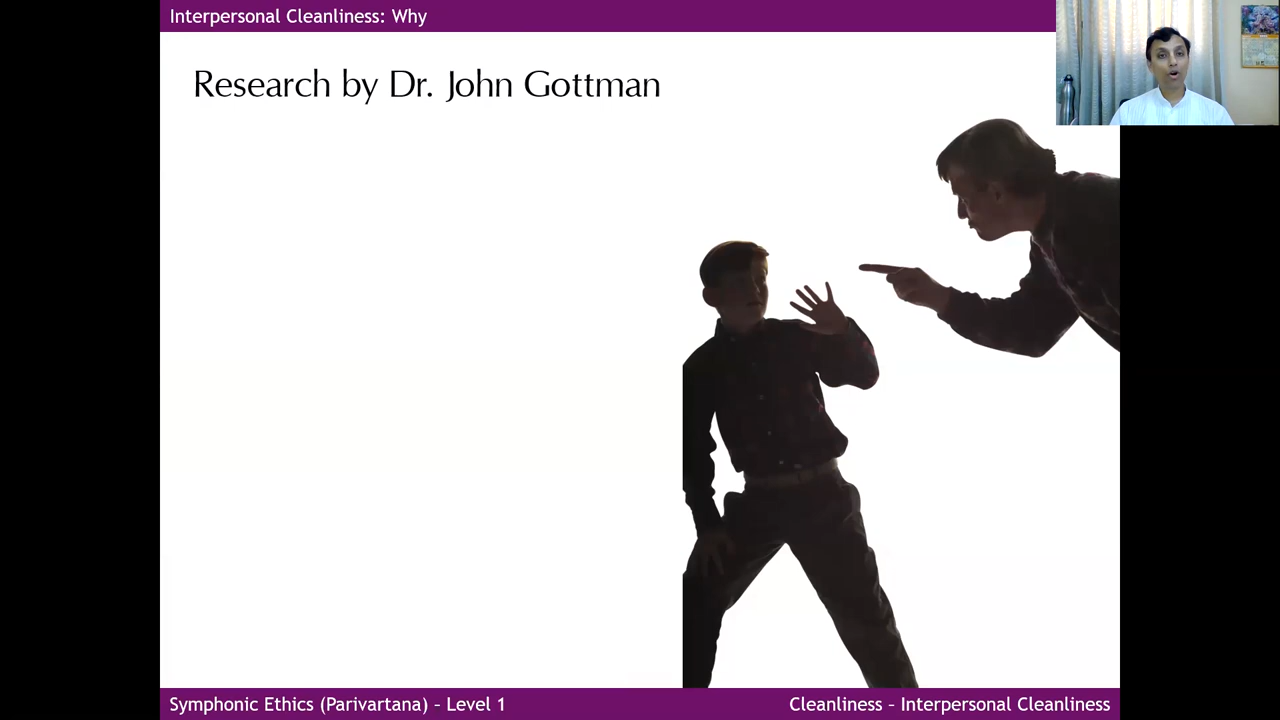 Interpersonal Cleanliness: Why
Research by Dr. John Gottman
Symphonic Ethics (Parivartana) – Level 1
Cleanliness – Interpersonal Cleanliness